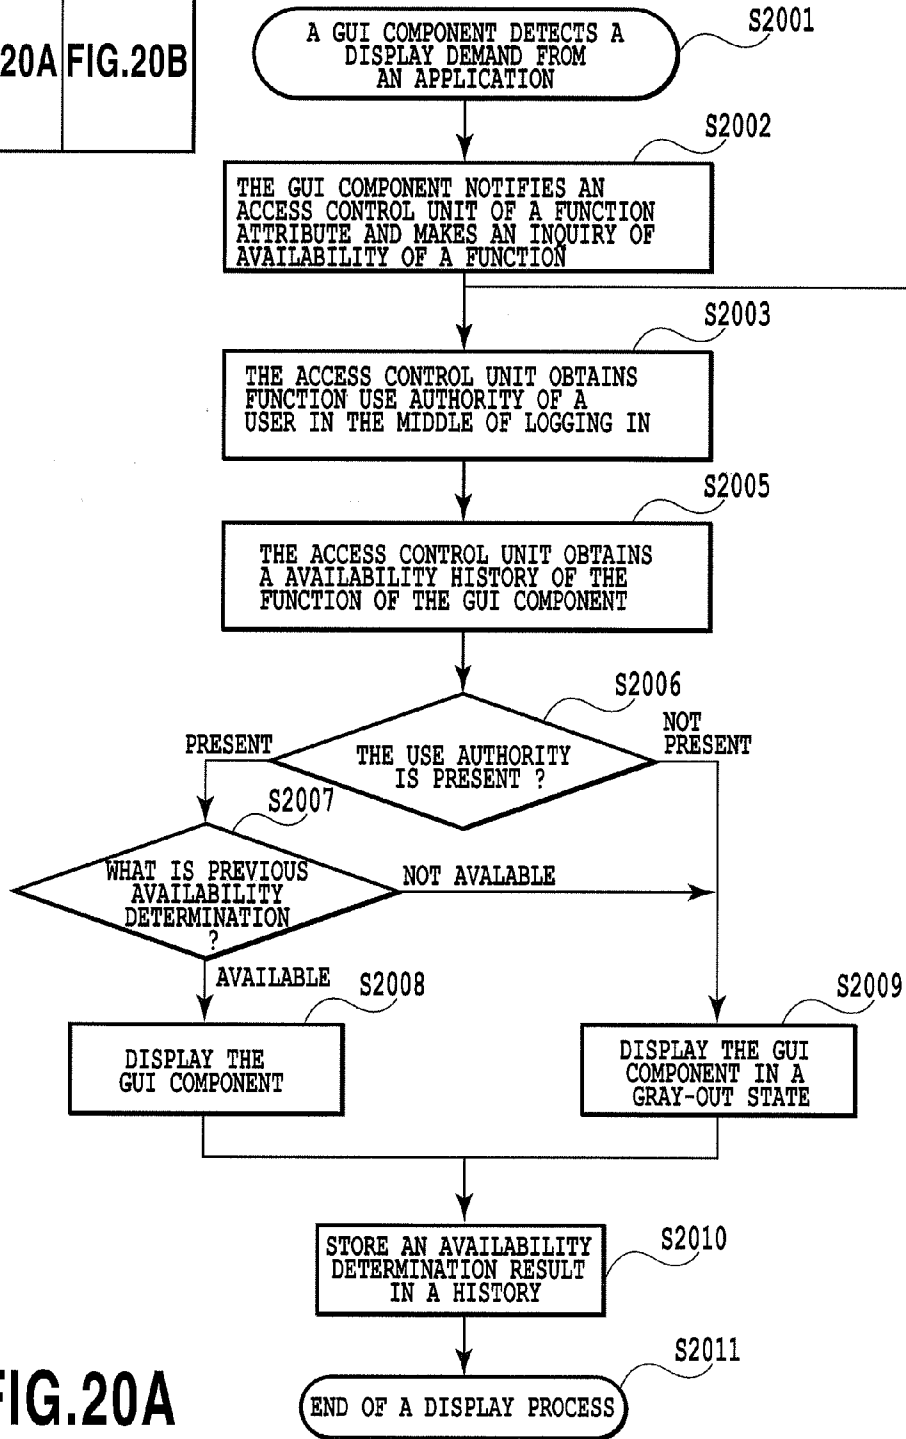 20A FIG.20B
S2001
A GUI COMPONENT DETECTS A
DISPLAY DEMAND FROM
AN APPLICATION
S2002
THE GUI COMPONENT NOTIFIES AN
ACCESS CONTROL UNIT OF A FUNCTION
ATTRIBUTE AND MAKES AN INQUIRY OF
AVAILABILITY OF A FUNCTION
S2003
THE ACCESS CONTROL UNIT OBTAINS
FUNCTION USE AUTHORITY OF A
USER IN THE MIDDLE OF LOGGING IN
S2005
THE ACCESS CONTROL UNIT OBTAINS
A AVAILABILITY HISTORY OF THE
FUNCTION OF THE GUI COMPONENT
S2006
THE USE AUTHORITY
IS PRESENT ?
PRESENT
NOT
PRESENT
S2007
WHAT IS PREVIOUS
AVAILABILITY
DETERMINATION
?
NOT AVALABLE
AVAILABLE
S2008
DISPLAY THE
GUI COMPONENT
S2009
DISPLAY THE GUI
COMPONENT IN A
GRAY-OUT STATE
S2010
STORE AN AVAILABILITY
DETERMINATION RESULT
IN A HISTORY
S2011
END OF A DISPLAY PROCESS
FIG.20A